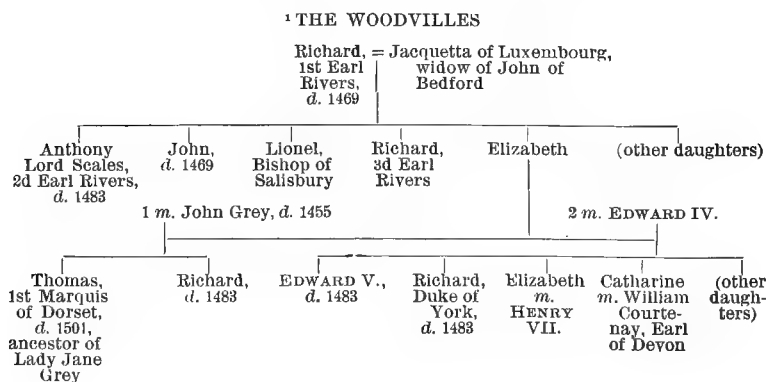 ¹ THE WOODVILLES
Richard, = Jacquetta of Luxembourg,
1st Earl widow of John of
Rivers, Bedford
d. 1469
Anthony
Lord Scales,
2d Earl Rivers,
d. 1483
John,
d. 1469
Lionel,
Bishop of
Salisbury
Richard,
3d Earl
Rivers
Elizabeth
(other daughters)
1 m. John Grey, d. 1455
2 m. EDWARD IV.
Thomas,
1st Marquis
of Dorset,
d. 1501,
ancestor of
Lady Jane
Grey
Richard,
d. 1483
EDWARD V.,
d. 1483
Richard,
Duke of
York,
d. 1483
Elizabeth
m.
HENRY
VII.
Catharine
m. William
Courte-
nay, Earl
of Devon
(other
daugh-
ters)